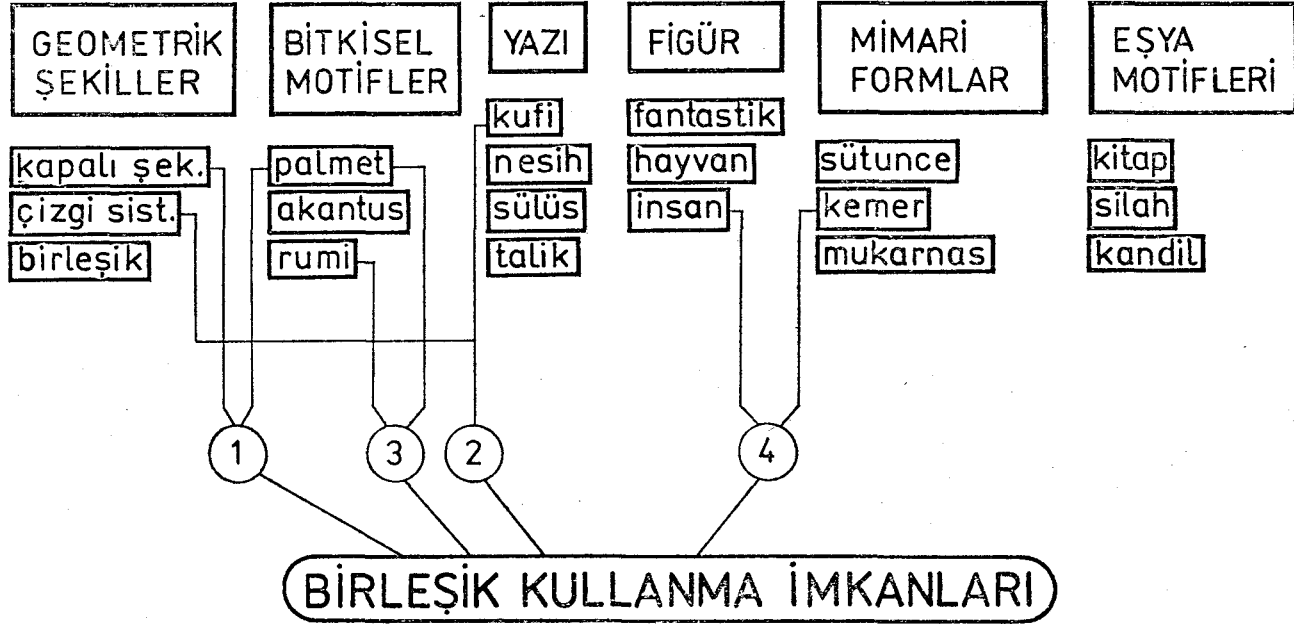 GEOMETRİK
ŞEKİLLER
BİTKİSEL
MOTİFLER
YAZI
FİGÜR
MİMARİ
FORMLAR
EŞYA
MOTİFLERİ
kapalı şek.
çizgi sist.
birleşik
palmet
akantus
rumi
kufi
nesih
sülüs
talik
fantastik
hayvan
insan
sütunce
kemer
mukarnas
kitap
silah
kandil
1
3
2
4
BİRLEŞİK KULLANMA İMKANLARI